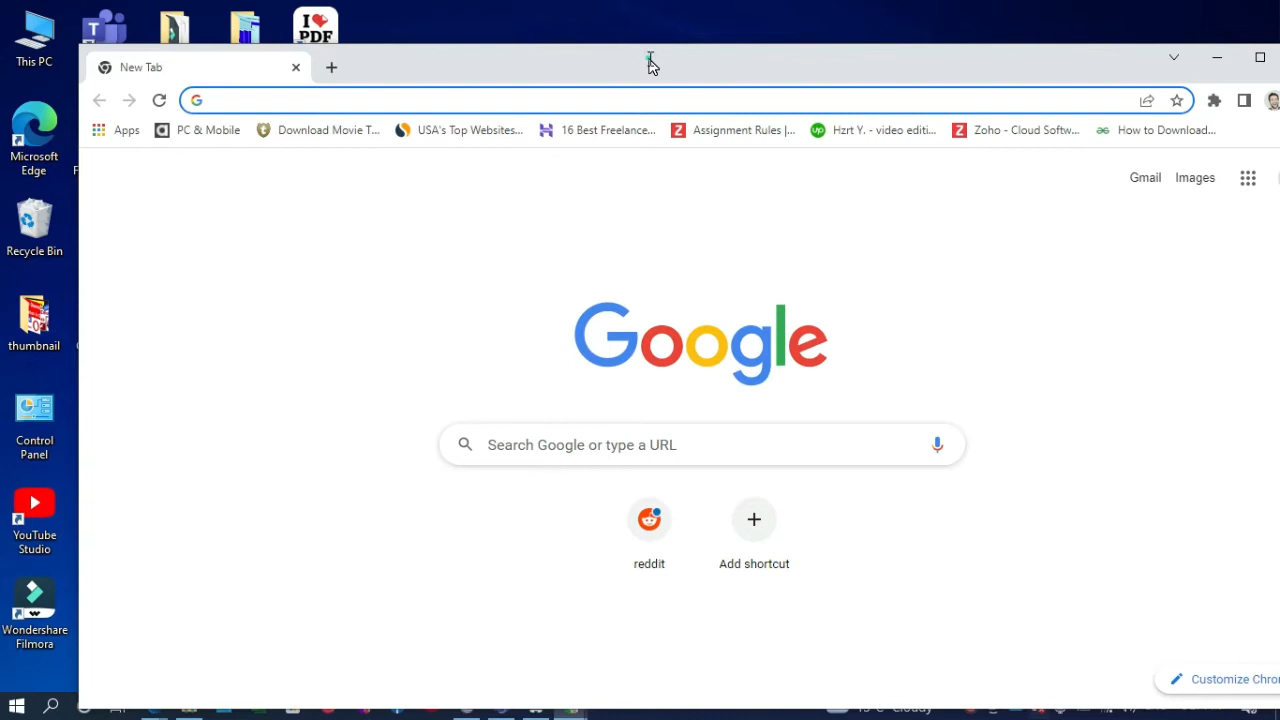 This PC
I
PDF
New Tab
Apps
PC & Mobile
Download Movie T...
USA's Top Websites...
16 Best Freelance...
Assignment Rules |...
Hzrt Y. - video editi...
Zoho - Cloud Softw...
How to Download...
Microsoft
Edge
Gmail
Images
Recycle Bin
Google
thumbnail
Search Google or type a URL
Control
Panel
YouTube
Studio
reddit
Add shortcut
Wondershare
Filmora
Customize Chro